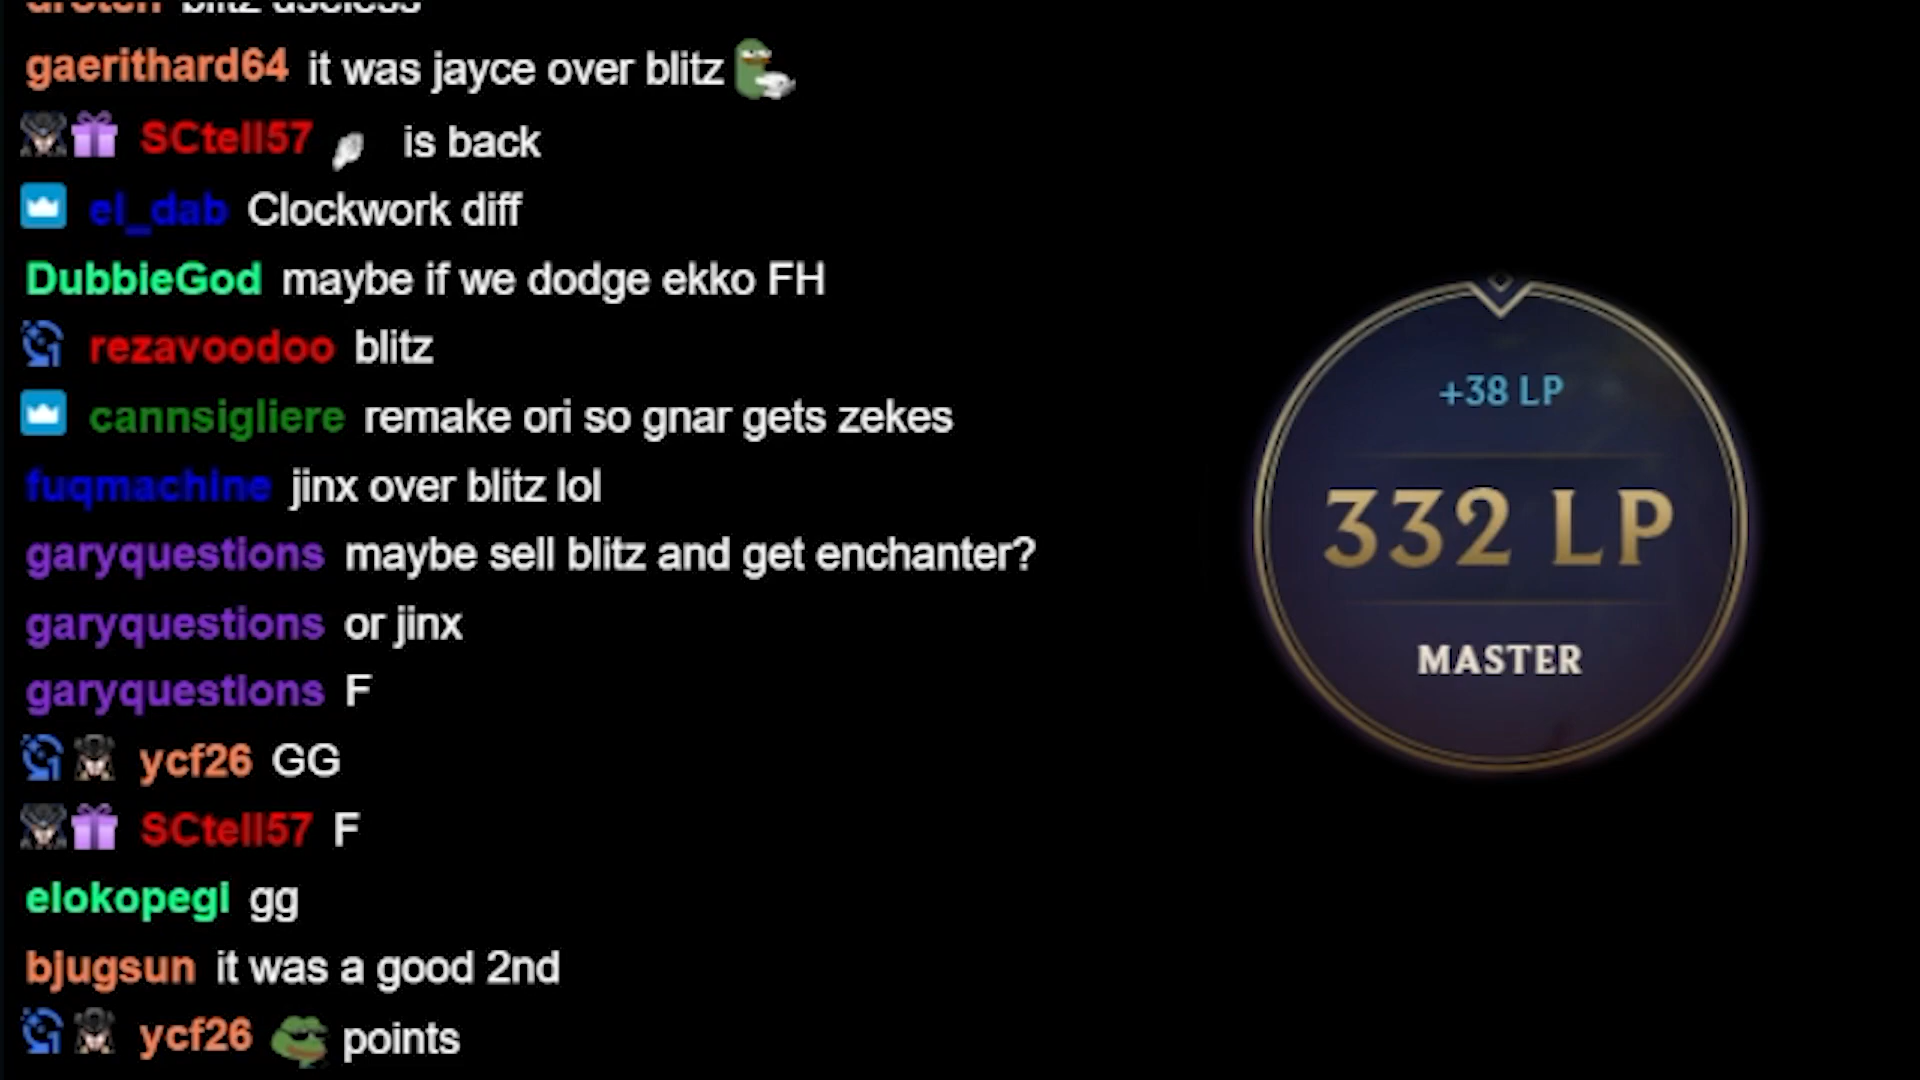 blitz useless
gaerithard64 it was jayce over blitz
SCtell57 is back
el_dab Clockwork diff
DubbieGod maybe if we dodge ekko FH
rezavoodoo blitz
cannsigliere remake ori so gnar gets zekes
fuqmachine jinx over blitz lol
garyquestions maybe sell blitz and get enchanter?
garyquestions or jinx
garyquestions F
ycf26 GG
SCtell57 F
elokopegi gg
bjugsun it was a good 2nd
ycf26 points
+38 LP
332 LP
MASTER